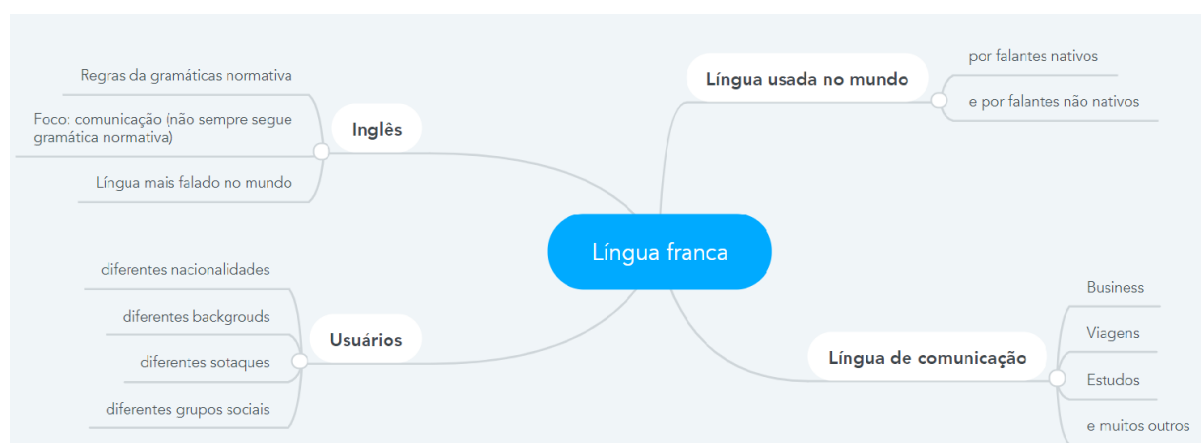 Língua franca
Inglês
Regras da gramáticas normativa
Foco: comunicação (não sempre segue
gramática normativa)
Língua mais falado no mundo
Usuários
diferentes nacionalidades
diferentes backgrouds
diferentes sotaques
diferentes grupos sociais
Língua usada no mundo
por falantes nativos
e por falantes não nativos
Língua de comunicação
Business
Viagens
Estudos
e muitos outros